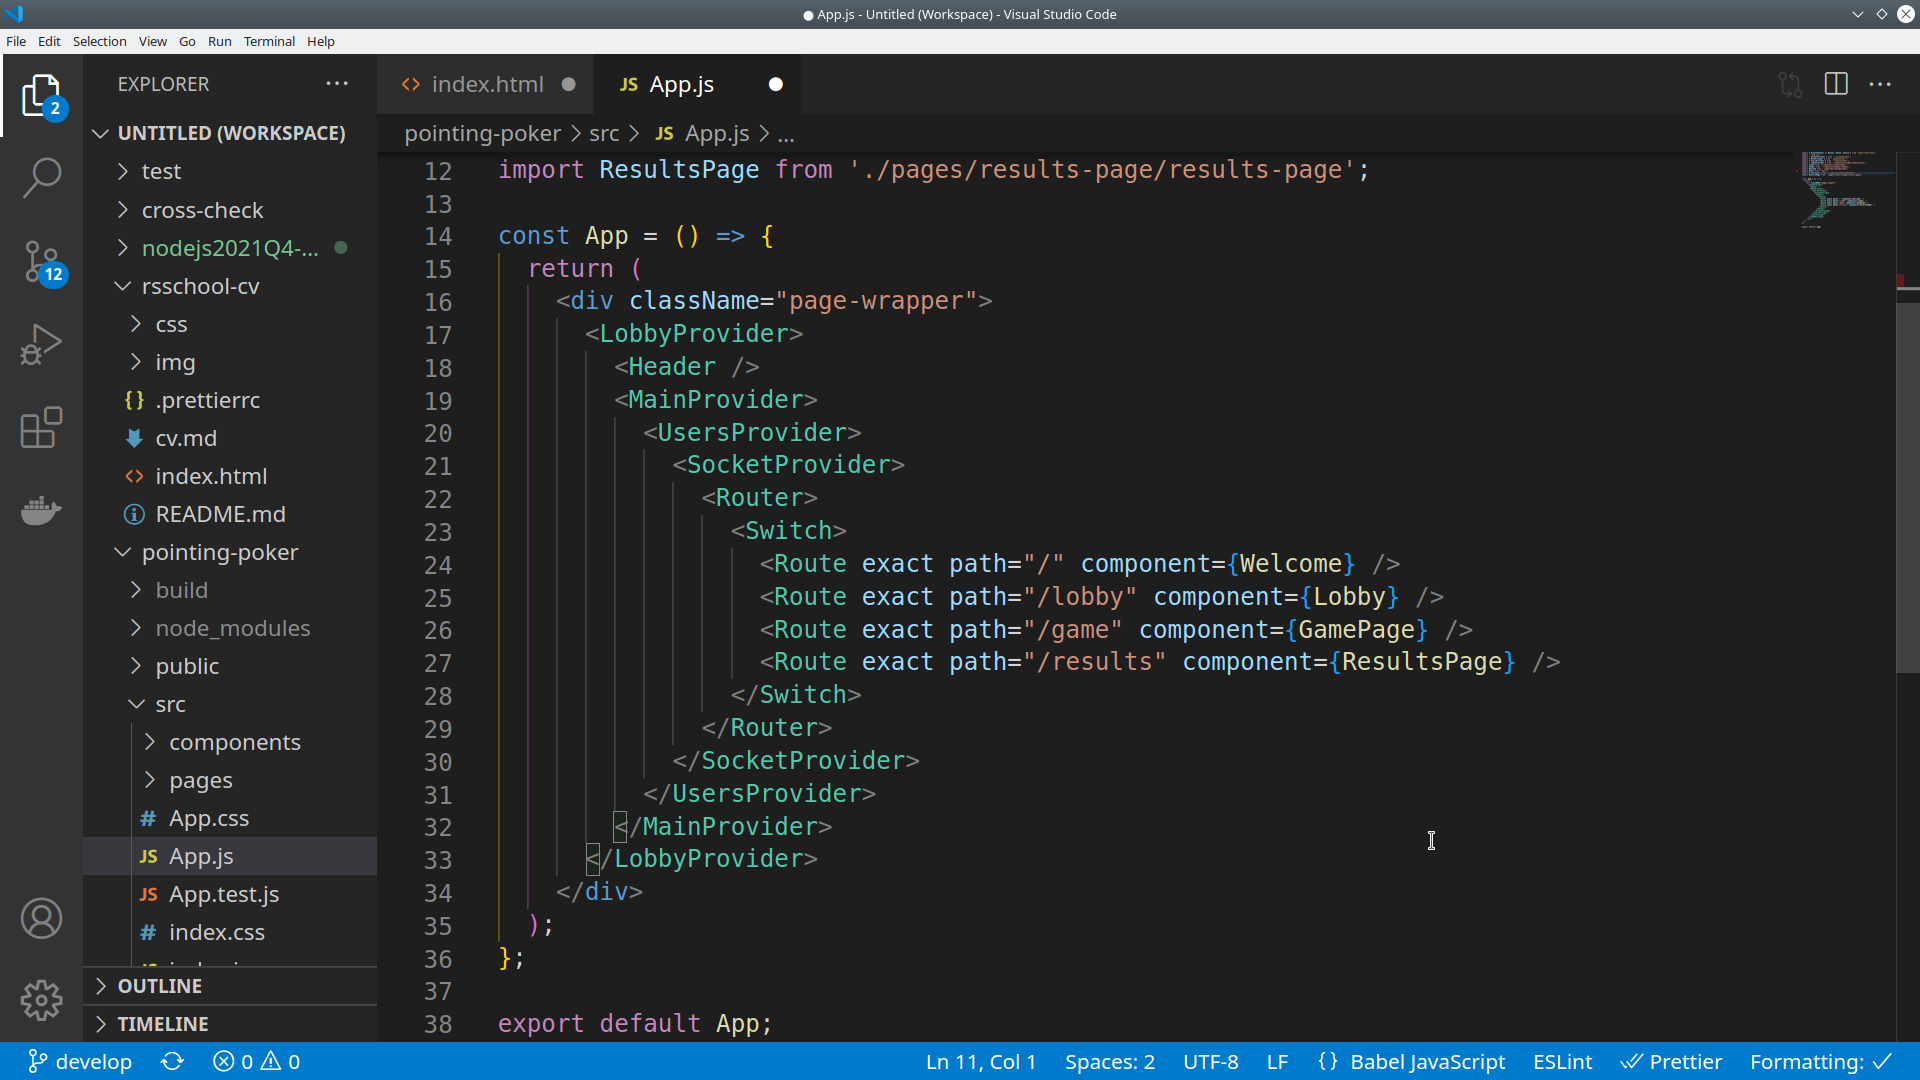 App.js - Untitled (Workspace) - Visual Studio Code
File Edit Selection View Go Run Terminal Help
EXPLORER
2
UNTITLED (WORKSPACE)
test
cross-check
nodejs2021Q4-...
12
rsschool-cv
css
img
{} .prettierrc
cv.md
<> index.html
README.md
pointing-poker
build
node_modules
public
src
components
pages
# App.css
JS App.js
JS App.test.js
# index.css
OUTLINE
TIMELINE
<> index.html
JS App.js
pointing-poker > src > JS App.js > ...
12 import ResultsPage from './pages/results-page/results-page';
13
14 const App = () => {
15 return (
16 <div className="page-wrapper">
17 <LobbyProvider>
18 <Header />
19 <MainProvider>
20 <UsersProvider>
21 <SocketProvider>
22 <Router>
23 <Switch>
24 <Route exact path="/" component={Welcome} />
25 <Route exact path="/lobby" component={Lobby} />
26 <Route exact path="/game" component={GamePage} />
27 <Route exact path="/results" component={ResultsPage} />
28 </Switch>
29 </Router>
30 </SocketProvider>
31 </UsersProvider>
32 </MainProvider>
33 </LobbyProvider>
34 </div>
35 );
36 };
37
38 export default App;
develop 0 0 Ln 11, Col 1 Spaces: 2 UTF-8 LF {} Babel JavaScript ESLint Prettier Formatting: ✓